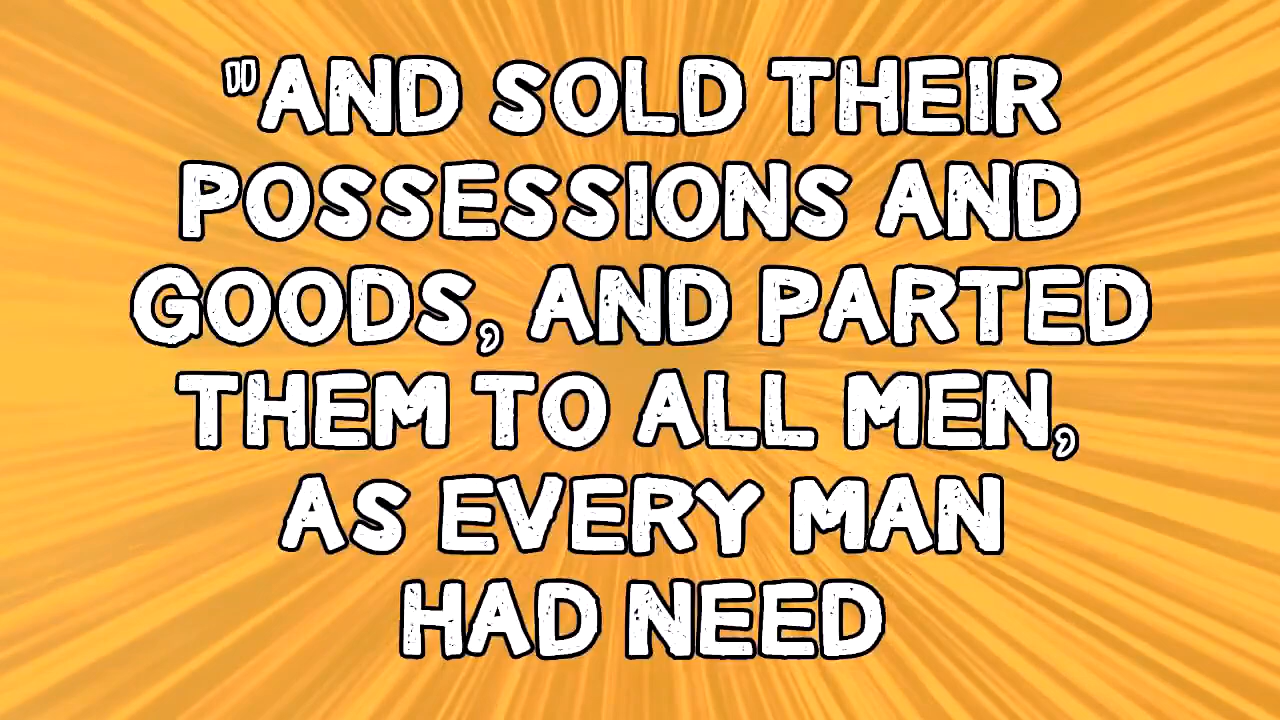 "AND SOLD THEIR
POSSESSIONS AND
GOODS, AND PARTED
THEM TO ALL MEN,
AS EVERY MAN
HAD NEED